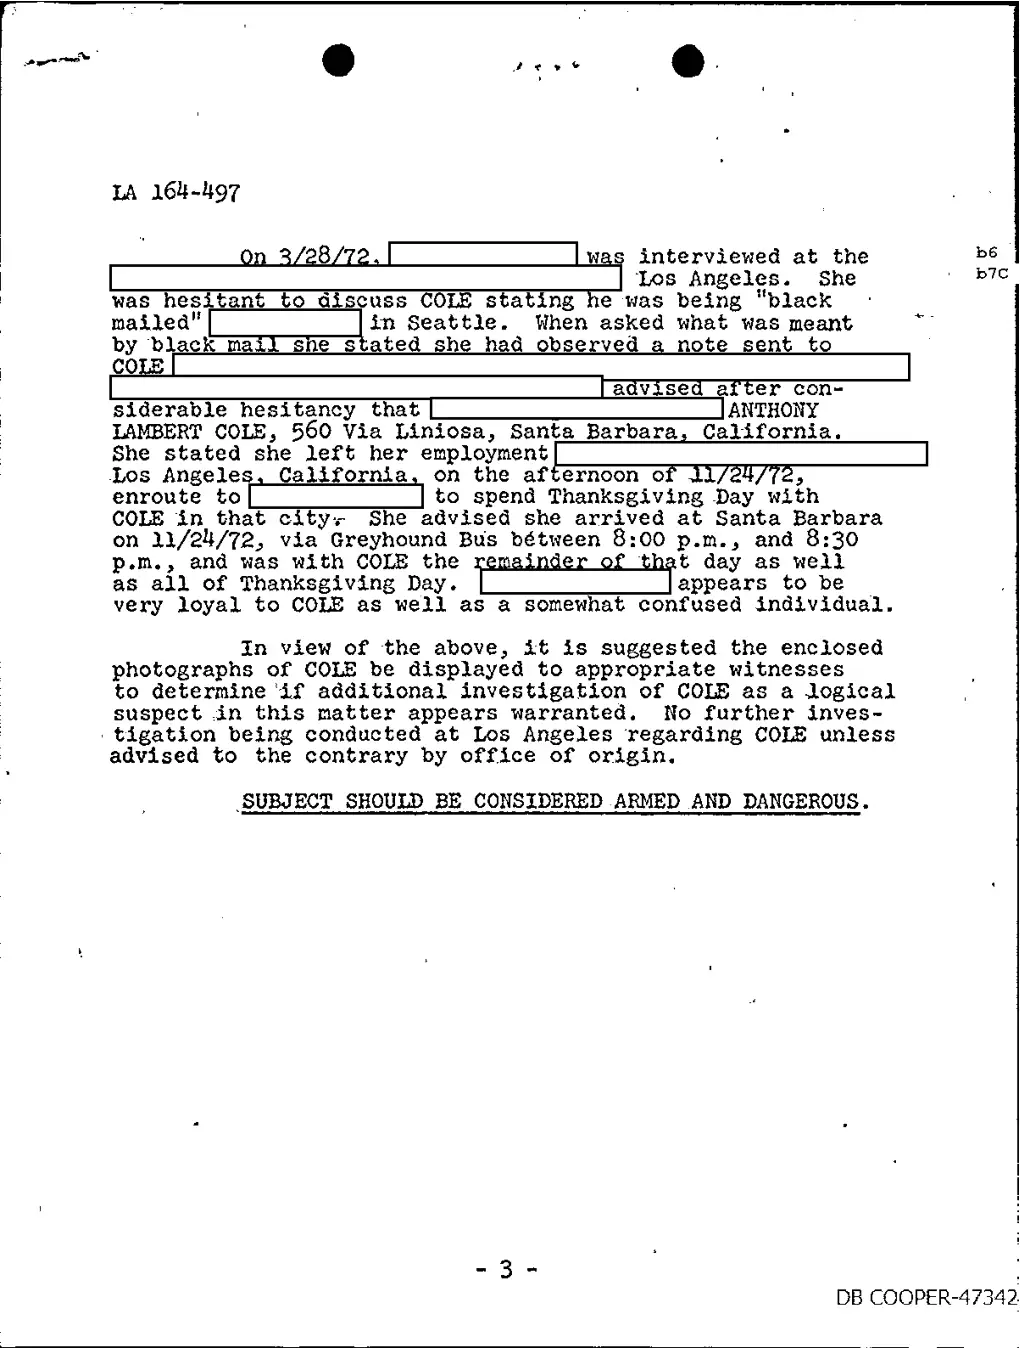 LA 164-497
On 3/28/72, was interviewed at the
b6
Los Angeles. She
b7C
was hesitant to discuss COLE stating he was being "black
mailed" in Seattle. When asked what was meant
by black mail she stated she had observed a note sent to
COLE
advised after con-
siderable hesitancy that ANTHONY
LAMBERT COLE, 560 Via Liniosa, Santa Barbara, California.
She stated she left her employment
Los Angeles, California, on the afternoon of 11/24/72,
enroute to to spend Thanksgiving Day with
COLE in that city. She advised she arrived at Santa Barbara
on 11/24/72, via Greyhound Bus between 8:00 p.m., and 8:30
p.m., and was with COLE the remainder of that day as well
as all of Thanksgiving Day. appears to be
very loyal to COLE as well as a somewhat confused individual.
In view of the above, it is suggested the enclosed
photographs of COLE be displayed to appropriate witnesses
to determine if additional investigation of COLE as a logical
suspect in this matter appears warranted. No further inves-
tigation being conducted at Los Angeles regarding COLE unless
advised to the contrary by office of origin.
SUBJECT SHOULD BE CONSIDERED ARMED AND DANGEROUS.
- 3 -
DB COOPER-47342